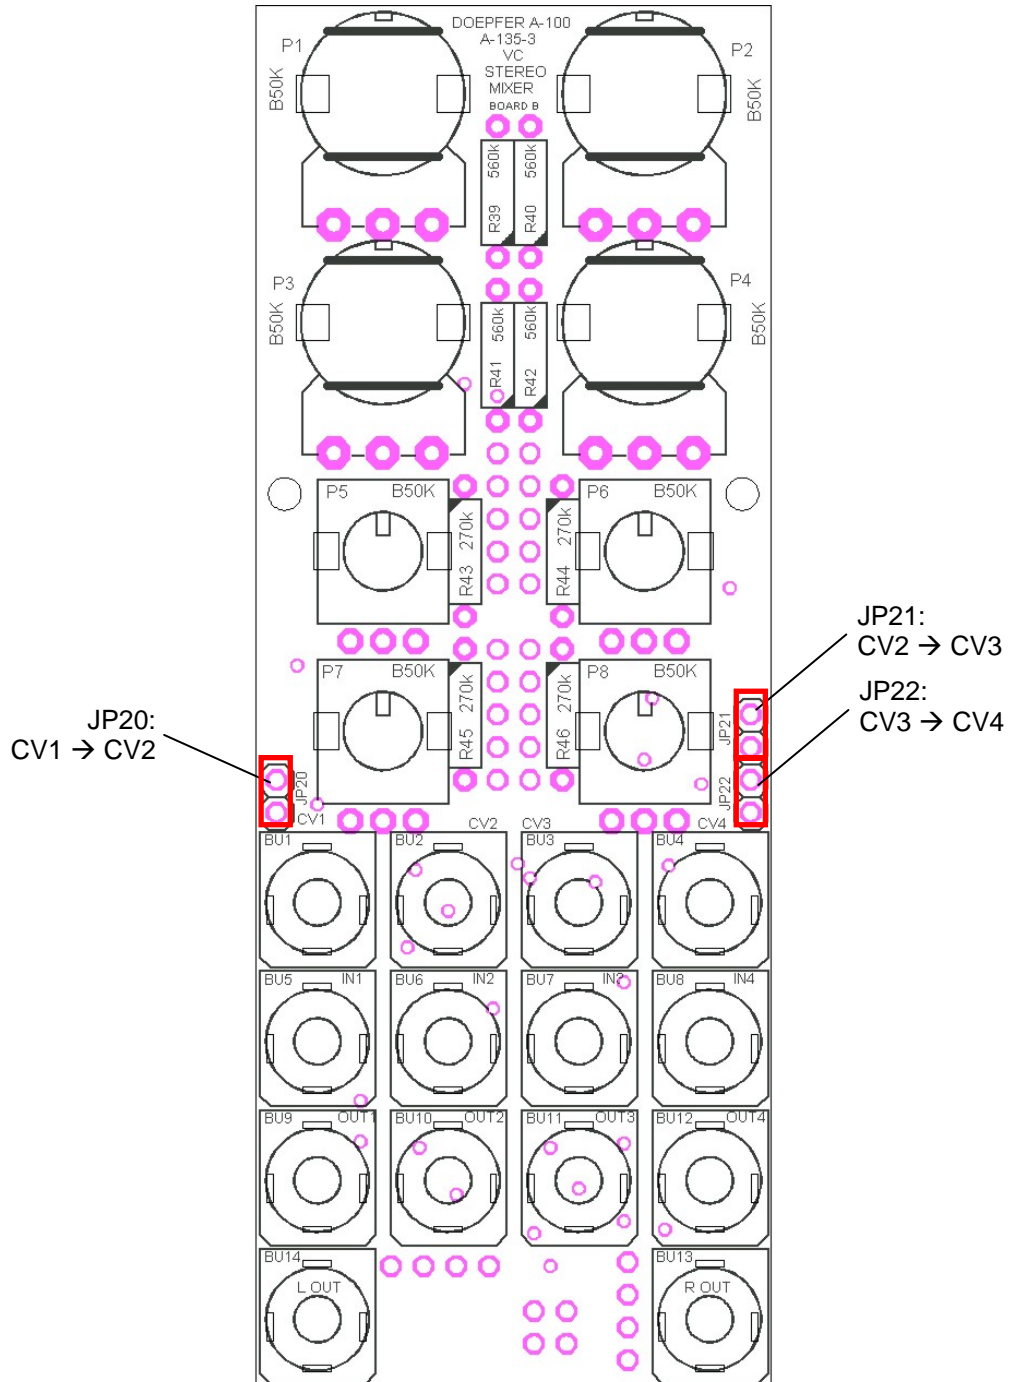 DOEPFER A-100
A-135-3
VC
STEREO
MIXER
BOARD B
P1
B50K
P2
B50K
560k
R39
560k
R40
P3
B50K
P4
B50K
560k
R41
560k
R42
P5 B50K
270k
R43
P6 B50K
270k
R44
P7 B50K
270k
R45
P8 B50K
270k
R46
JP21:
CV2 → CV3
JP22:
CV3 → CV4
JP20:
CV1 → CV2
JP20
JP21
JP22
CV1
CV2
CV3
CV4
BU1
BU2
BU3
BU4
BU5 IN1
BU6 IN2
BU7 IN3
BU8 IN4
BU9 OUT1
BU10 OUT2
BU11 OUT3
BU12 OUT4
BU14
L OUT
BU13
R OUT